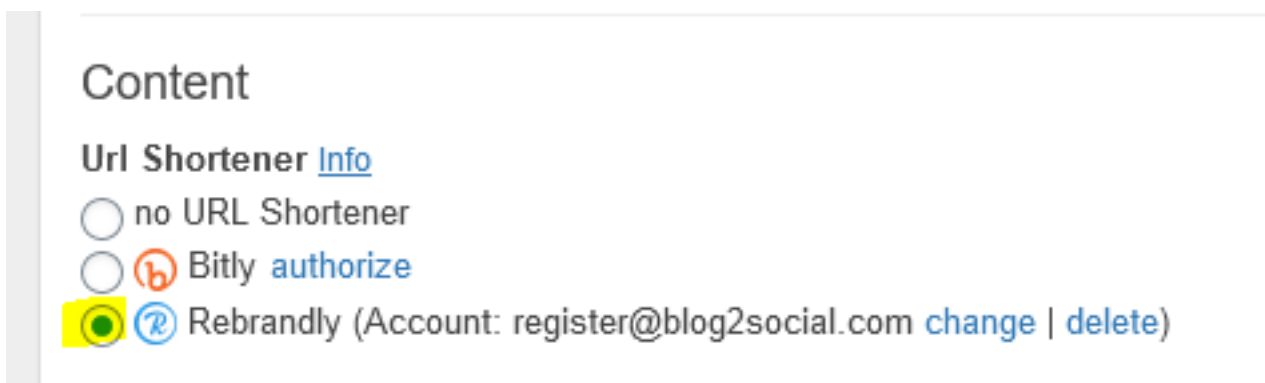 Content
Url Shortener Info
no URL Shortener
Bitly authorize
Rebrandly (Account: register@blog2social.com change | delete)